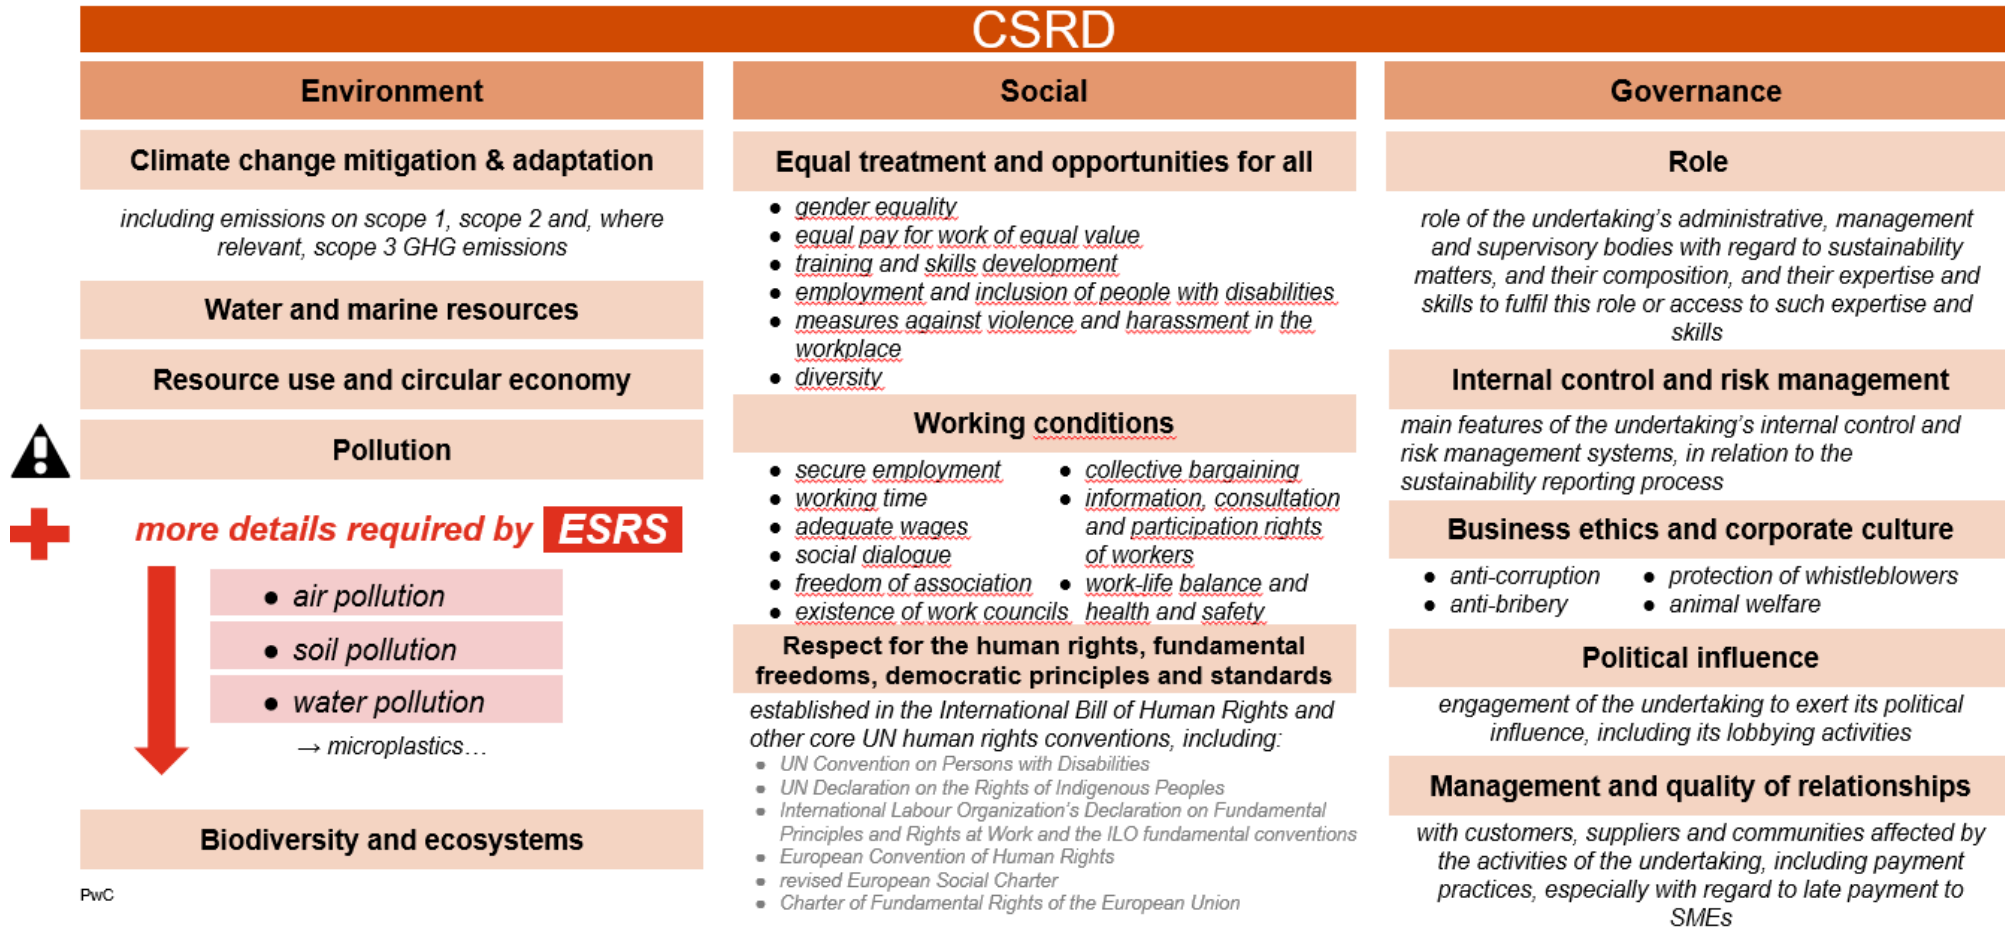 CSRD
Environment
Climate change mitigation & adaptation
including emissions on scope 1, scope 2 and, where
relevant, scope 3 GHG emissions
Water and marine resources
Resource use and circular economy
Pollution
more details required by ESRS
● air pollution
● soil pollution
● water pollution
→ microplastics…
Biodiversity and ecosystems
PwC
Social
Equal treatment and opportunities for all
● gender equality
● equal pay for work of equal value
● training and skills development
● employment and inclusion of people with disabilities
● measures against violence and harassment in the
workplace
● diversity
Working conditions
● secure employment
● working time
● adequate wages
● social dialogue
● freedom of association
● existence of work councils
● collective bargaining
● information, consultation
and participation rights
of workers
● work-life balance and
health and safety
Respect for the human rights, fundamental
freedoms, democratic principles and standards
established in the International Bill of Human Rights and
other core UN human rights conventions, including:
● UN Convention on Persons with Disabilities
● UN Declaration on the Rights of Indigenous Peoples
● International Labour Organization's Declaration on Fundamental
Principles and Rights at Work and the ILO fundamental conventions
● European Convention of Human Rights
● revised European Social Charter
● Charter of Fundamental Rights of the European Union
Governance
Role
role of the undertaking's administrative, management
and supervisory bodies with regard to sustainability
matters, and their composition, and their expertise and
skills to fulfil this role or access to such expertise and
skills
Internal control and risk management
main features of the undertaking's internal control and
risk management systems, in relation to the
sustainability reporting process
Business ethics and corporate culture
● anti-corruption
● anti-bribery
● protection of whistleblowers
● animal welfare
Political influence
engagement of the undertaking to exert its political
influence, including its lobbying activities
Management and quality of relationships
with customers, suppliers and communities affected by
the activities of the undertaking, including payment
practices, especially with regard to late payment to
SMEs